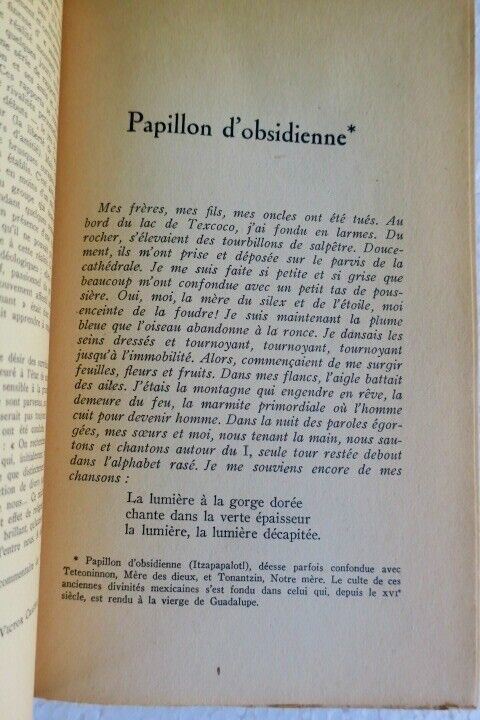 Papillon d'obsidienne*
Mes frères, mes fils, mes oncles ont été tués. Au
bord du lac de Texcoco, j'ai fondu en larmes. Du
rocher, s'élevaient des tourbillons de salpêtre. Douce-
ment, ils m'ont prise et déposée sur le parvis de la
cathédrale. Je me suis faite si petite et si grise que
beaucoup m'ont confondue avec un petit tas de pous-
sière. Oui, moi, la mère du silex et de l'étoile, moi
enceinte de la foudre! Je suis maintenant la plume
bleue que l'oiseau abandonne à la ronce. Je dansais les
seins dressés et tournoyant, tournoyant, tournoyant
jusqu'à l'immobilité. Alors, commençaient de me surgir
feuilles, fleurs et fruits. Dans mes flancs, l'aigle battait
des ailes. J'étais la montagne qui engendre en rêve, la
demeure du feu, la marmite primordiale où l'homme
cuit pour devenir homme. Dans la nuit des paroles égor-
gées, mes sœurs et moi, nous tenant la main, nous sau-
tons et chantons autour du I, seule tour restée debout
dans l'alphabet rasé. Je me souviens encore de mes
chansons :
La lumière à la gorge dorée
chante dans la verte épaisseur
la lumière, la lumière décapitée.
* Papillon d'obsidienne (Itzapapalotl), déesse parfois confondue avec
Teteoninnon, Mère des dieux, et Tonantzin, Notre mère. Le culte de ces
anciennes divinités mexicaines s'est fondu dans celui qui, depuis le XVIe
siècle, est rendu à la vierge de Guadalupe.